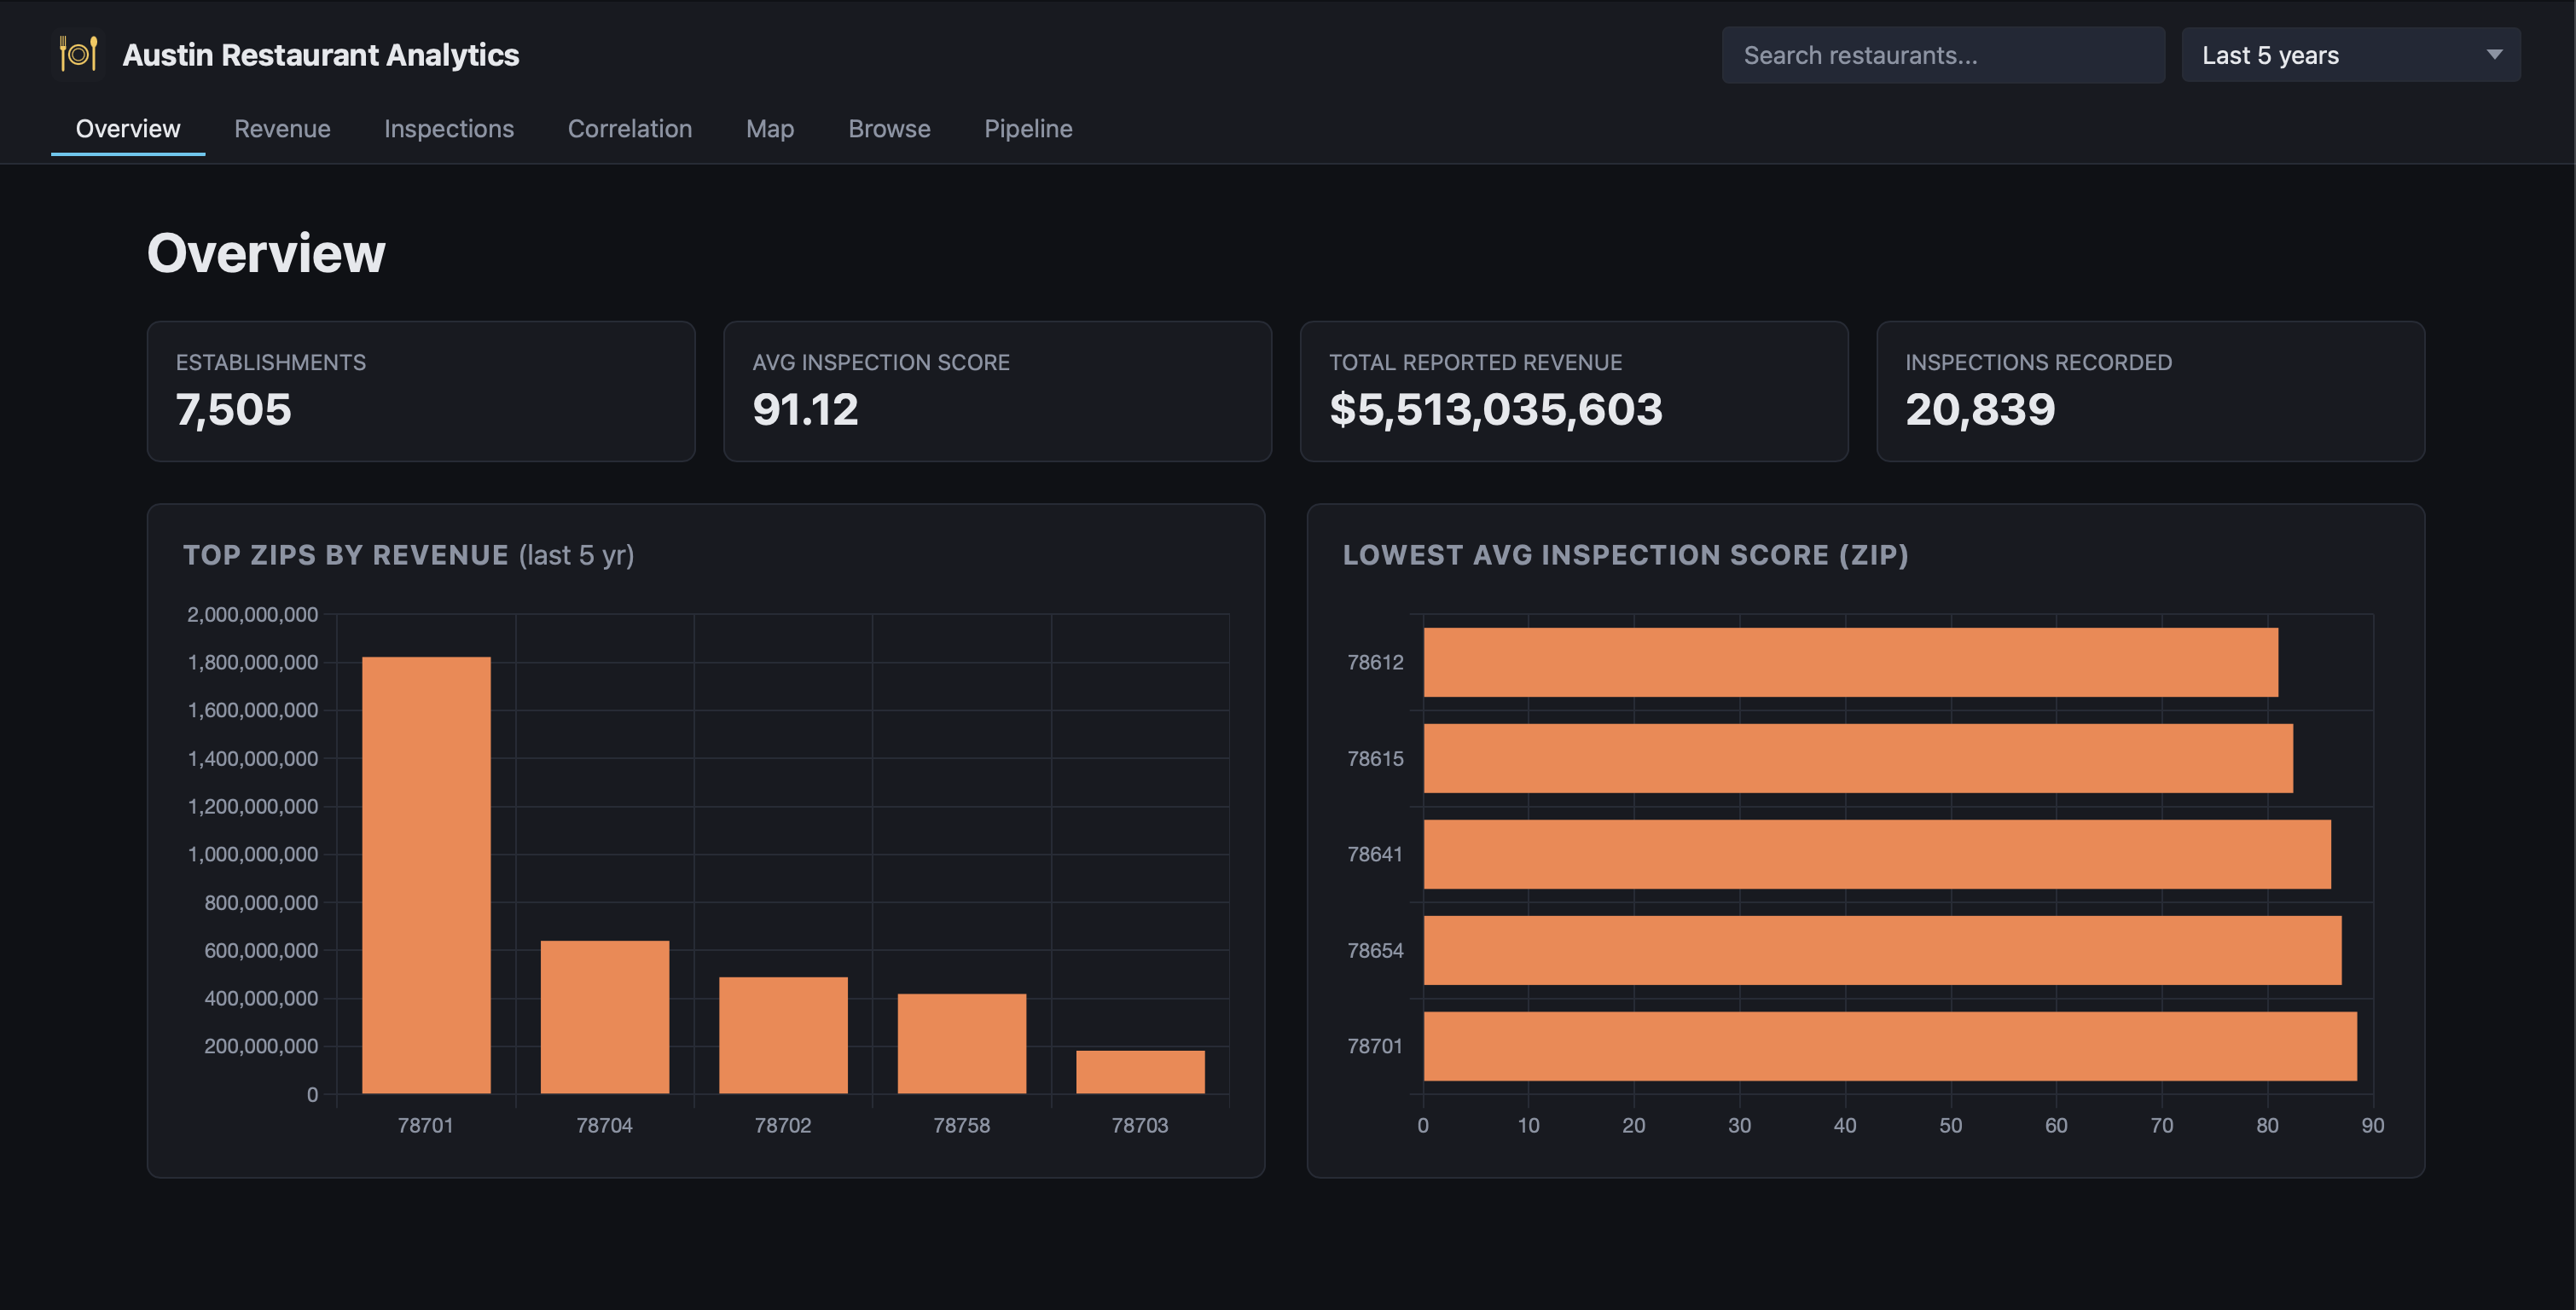 Austin Restaurant Analytics
Search restaurants...
Last 5 years
Overview
Revenue
Inspections
Correlation
Map
Browse
Pipeline
Overview
ESTABLISHMENTS
7,505
AVG INSPECTION SCORE
91.12
TOTAL REPORTED REVENUE
$5,513,035,603
INSPECTIONS RECORDED
20,839
TOP ZIPS BY REVENUE (last 5 yr)
2,000,000,000
1,800,000,000
1,600,000,000
1,400,000,000
1,200,000,000
1,000,000,000
800,000,000
600,000,000
400,000,000
200,000,000
0
78701
78704
78702
78758
78703
LOWEST AVG INSPECTION SCORE (ZIP)
78612
78615
78641
78654
78701
0
10
20
30
40
50
60
70
80
90